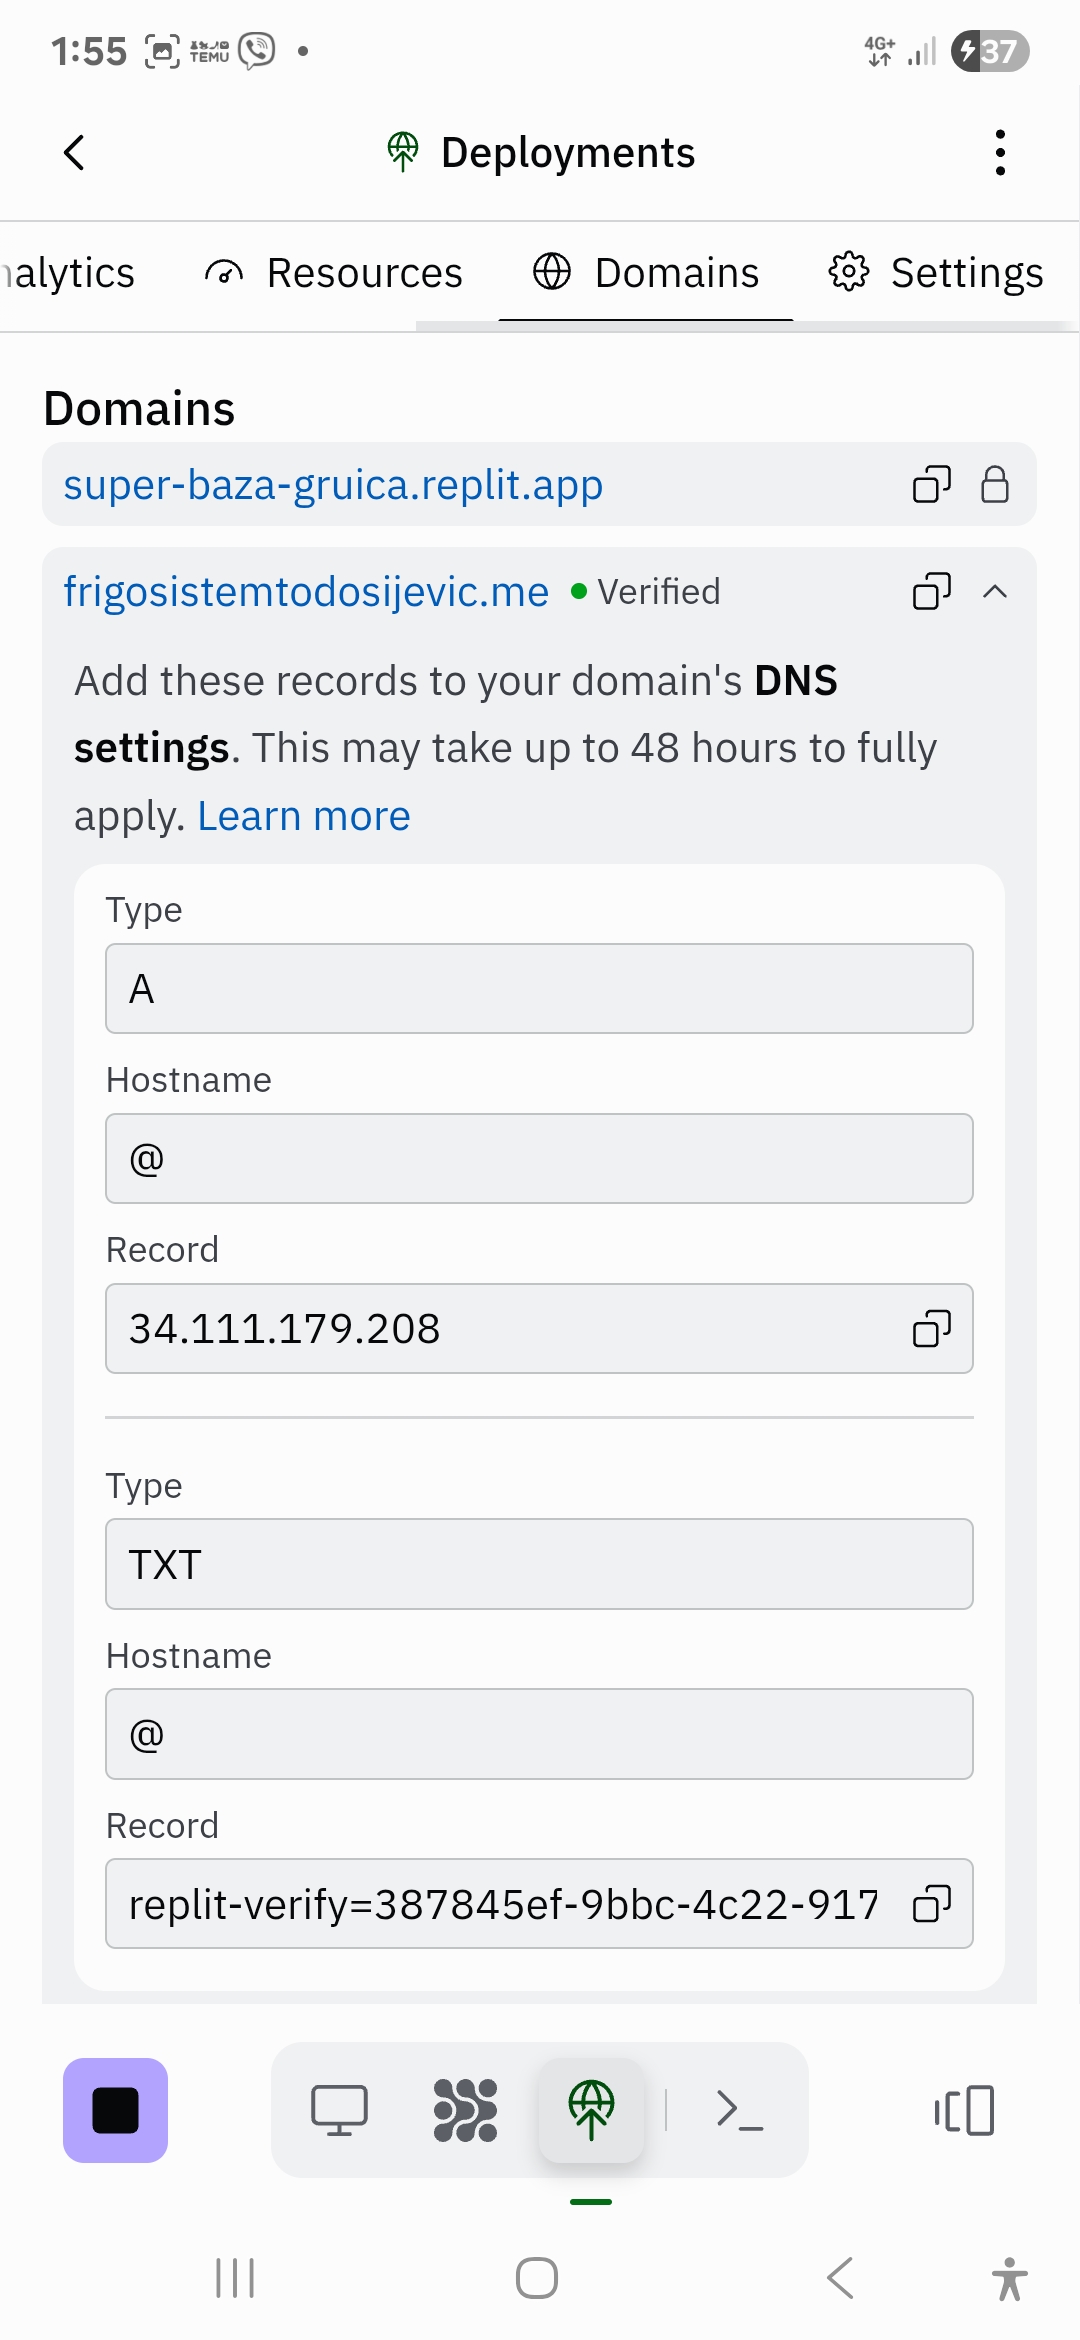 1:55
TEMU
4G+
37
Deployments
nalytics
Resources
Domains
Settings
Domains
super-baza-gruica.replit.app
frigosistemtodosijevic.me
Verified
Add these records to your domain's DNS
settings. This may take up to 48 hours to fully
apply. Learn more
Type
A
Hostname
@
Record
34.111.179.208
Type
TXT
Hostname
@
Record
replit-verify=387845ef-9bbc-4c22-917